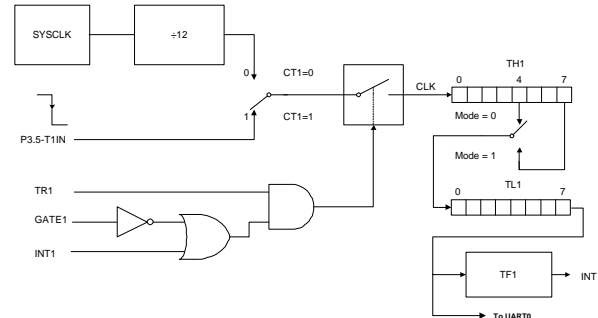 SYSCLK
÷12
TH1
0 CT1=0
0 4 7
CLK
1 CT1=1
Mode = 0
P3.5-T1IN
Mode = 1
TL1
TR1
0 7
GATE1
INT1
TF1
INT
To UART0